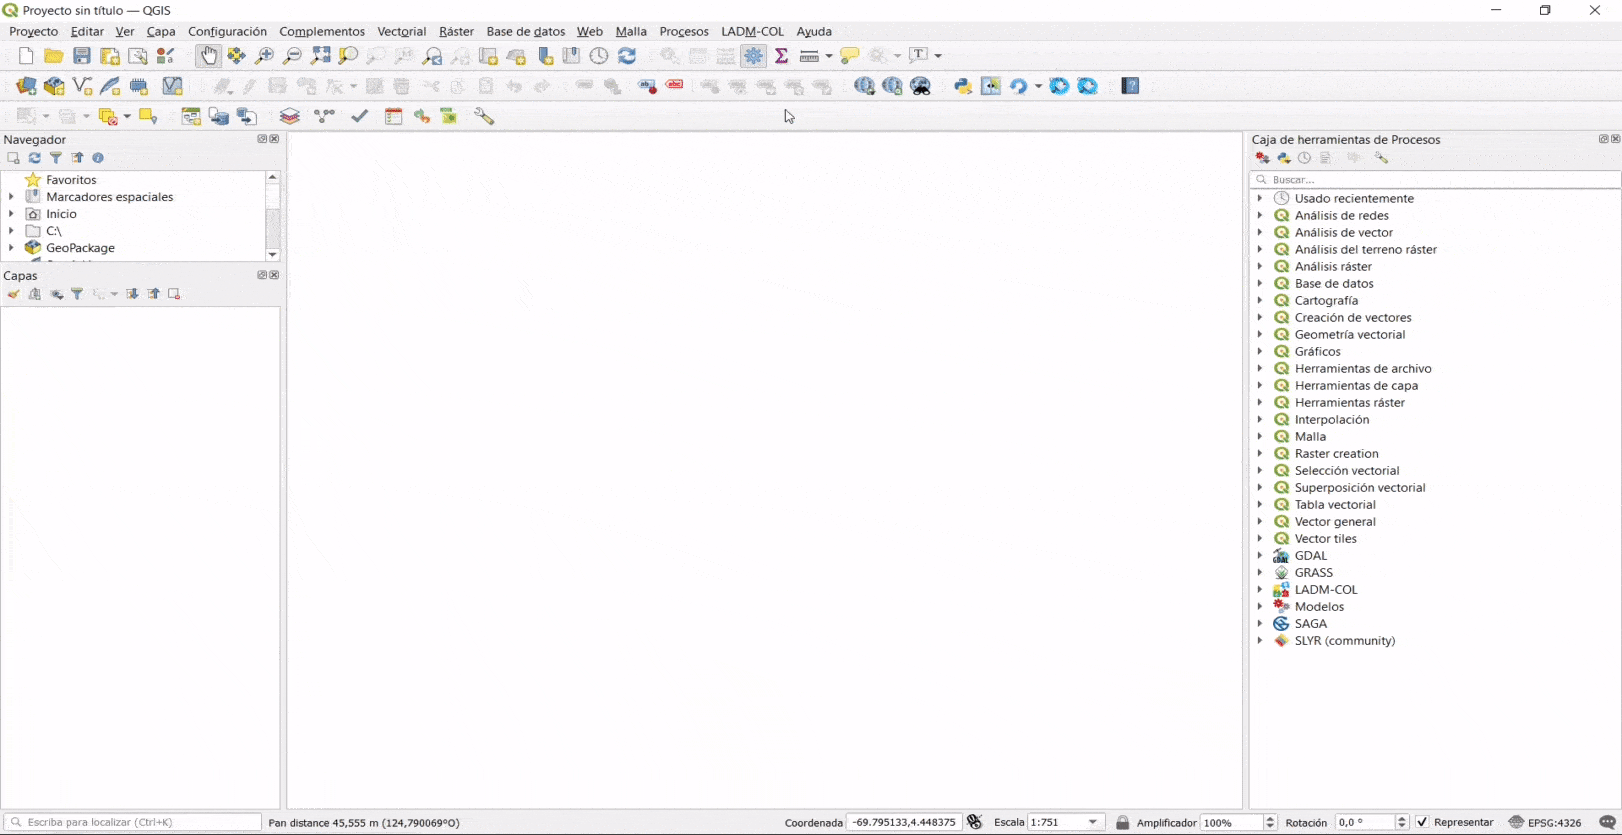 Proyecto sin título — QGIS
Proyecto Editar Ver Capa Configuración Complementos Vectorial Ráster Base de datos Web Malla Procesos LADM-COL Ayuda
Navegador
Favoritos
Marcadores espaciales
Inicio
C:\
GeoPackage
Capas
Caja de herramientas de Procesos
Buscar...
Usado recientemente
Análisis de redes
Análisis de vector
Análisis del terreno ráster
Análisis ráster
Base de datos
Cartografía
Creación de vectores
Geometría vectorial
Gráficos
Herramientas de archivo
Herramientas de capa
Herramientas ráster
Interpolación
Malla
Raster creation
Selección vectorial
Superposición vectorial
Tabla vectorial
Vector general
Vector tiles
GDAL
GRASS
LADM-COL
Modelos
SAGA
SLYR (community)
Escriba para localizar (Ctrl+K) Pan distance 45,555 m (124,790069°O) Coordenada -69.795133,4.448375 Escala 1:751 Amplificador 100% Rotación 0,0 ° Representar EPSG:4326